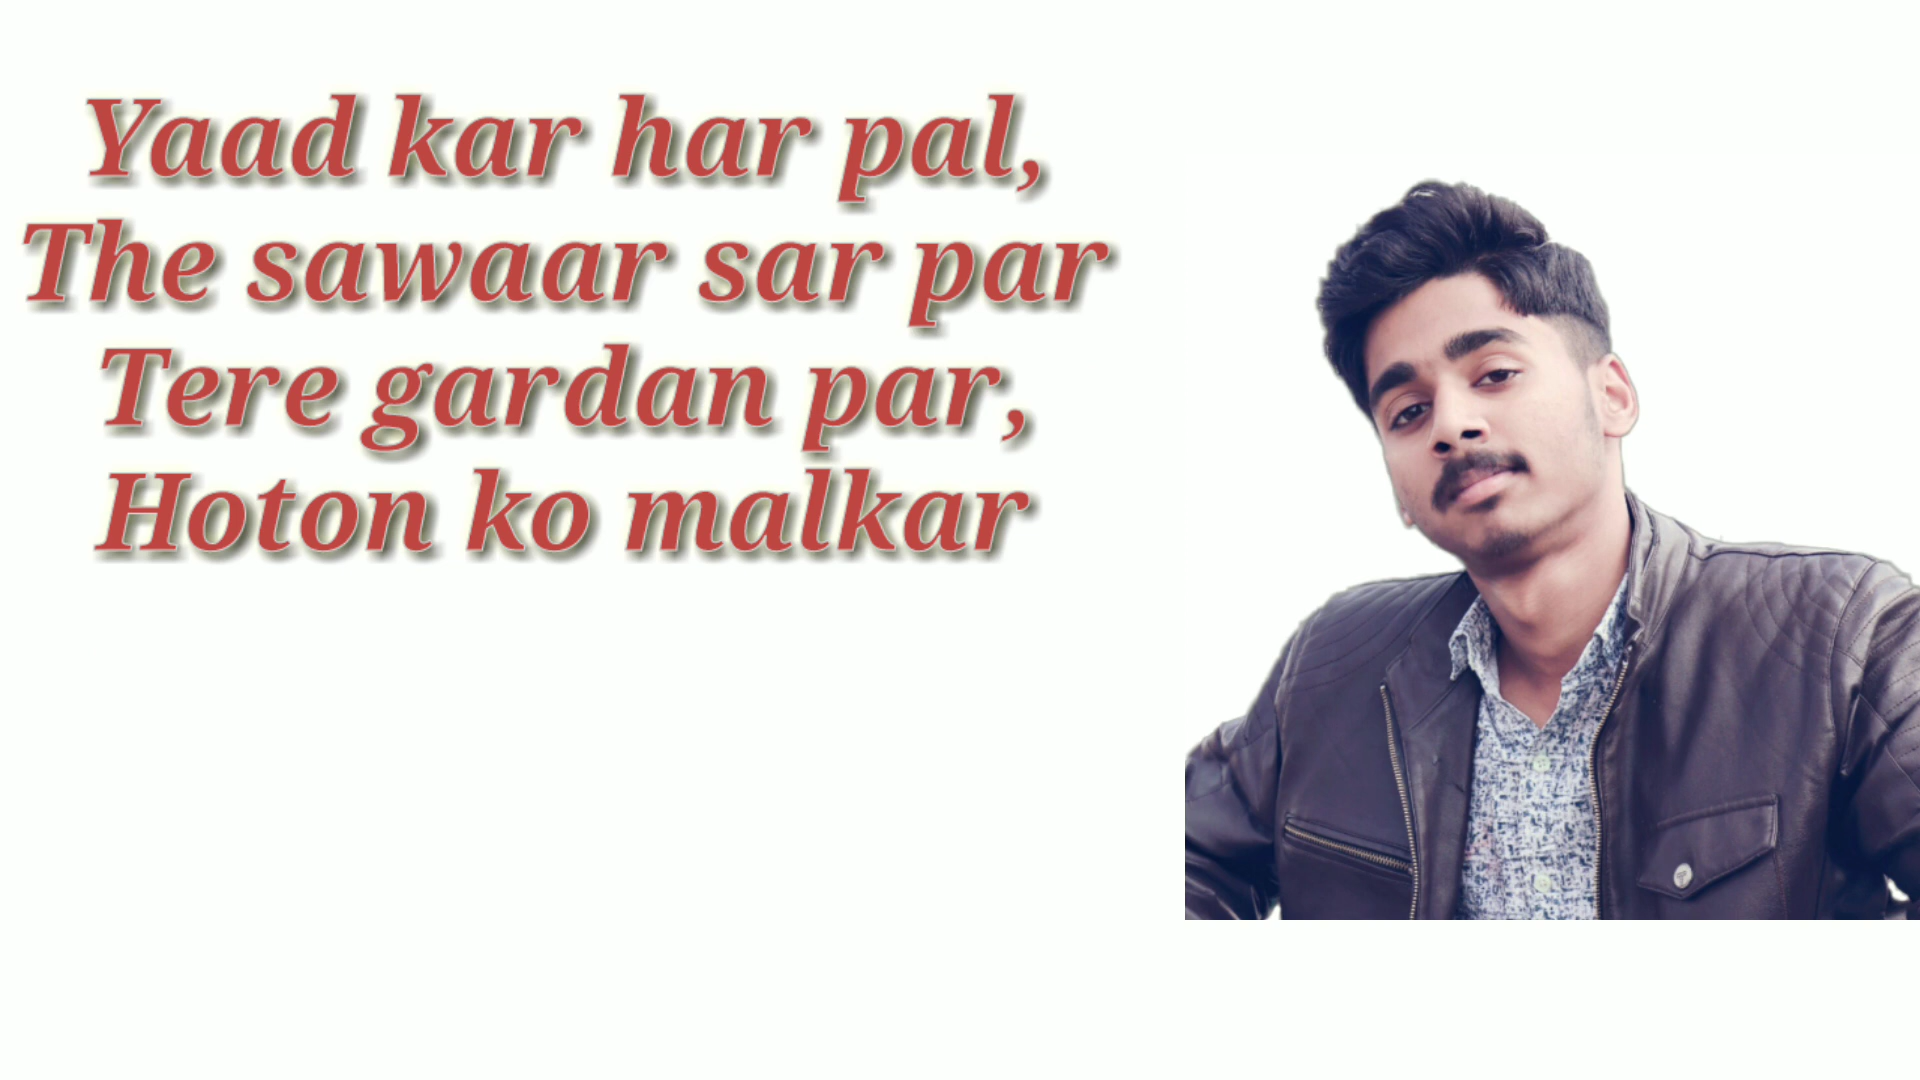 Yaad kar har pal,
The sawaar sar par
Tere gardan par,
Hoton ko malkar